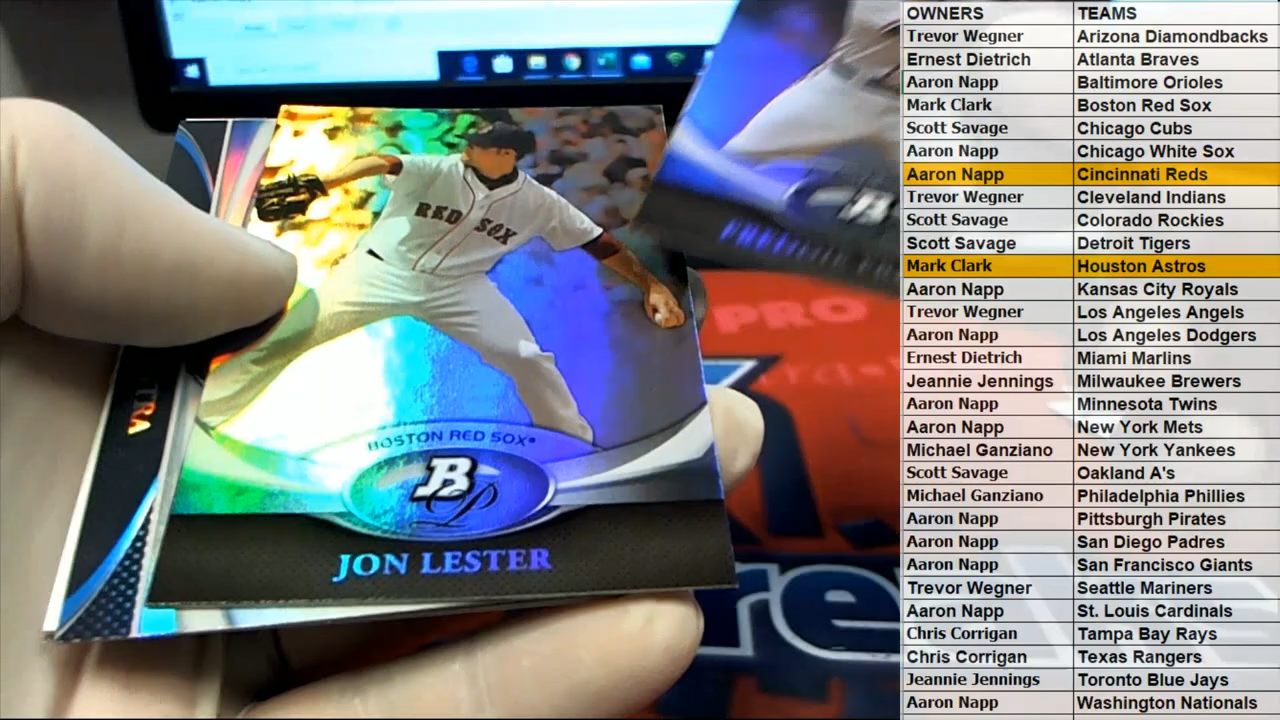 RED SOX
BOSTON RED SOX
BP
JON LESTER
B
PRO
TRA
re
OWNERS TEAMS
Trevor Wegner Arizona Diamondbacks
Ernest Dietrich Atlanta Braves
Aaron Napp Baltimore Orioles
Mark Clark Boston Red Sox
Scott Savage Chicago Cubs
Aaron Napp Chicago White Sox
Aaron Napp Cincinnati Reds
Trevor Wegner Cleveland Indians
Scott Savage Colorado Rockies
Scott Savage Detroit Tigers
Mark Clark Houston Astros
Aaron Napp Kansas City Royals
Trevor Wegner Los Angeles Angels
Aaron Napp Los Angeles Dodgers
Ernest Dietrich Miami Marlins
Jeannie Jennings Milwaukee Brewers
Aaron Napp Minnesota Twins
Aaron Napp New York Mets
Michael Ganziano New York Yankees
Scott Savage Oakland A's
Michael Ganziano Philadelphia Phillies
Aaron Napp Pittsburgh Pirates
Aaron Napp San Diego Padres
Aaron Napp San Francisco Giants
Trevor Wegner Seattle Mariners
Aaron Napp St. Louis Cardinals
Chris Corrigan Tampa Bay Rays
Chris Corrigan Texas Rangers
Jeannie Jennings Toronto Blue Jays
Aaron Napp Washington Nationals